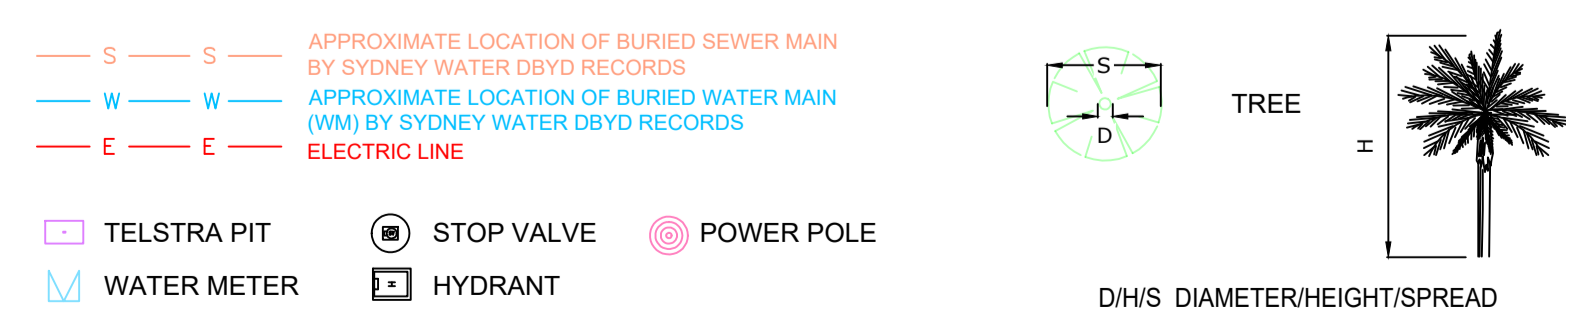 S S APPROXIMATE LOCATION OF BURIED SEWER MAIN
BY SYDNEY WATER DBYD RECORDS
W W APPROXIMATE LOCATION OF BURIED WATER MAIN
(WM) BY SYDNEY WATER DBYD RECORDS
E E ELECTRIC LINE
TELSTRA PIT
STOP VALVE
POWER POLE
WATER METER
H HYDRANT
S
D
TREE
H
D/H/S DIAMETER/HEIGHT/SPREAD